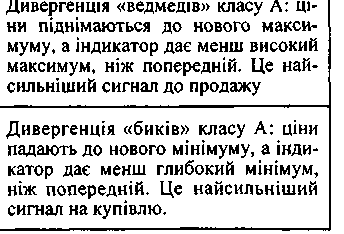 Дивергенція «ведмедів» класу А: ці-
ни піднімаються до нового макси-
муму, а індикатор дає менш високий
максимум, ніж попередній. Це най-
сильніший сигнал до продажу
Дивергенція «биків» класу А: ціни
падають до нового мінімуму, а інди-
катор дає менш глибокий мінімум,
ніж попередній. Це найсильніший
сигнал на купівлю.